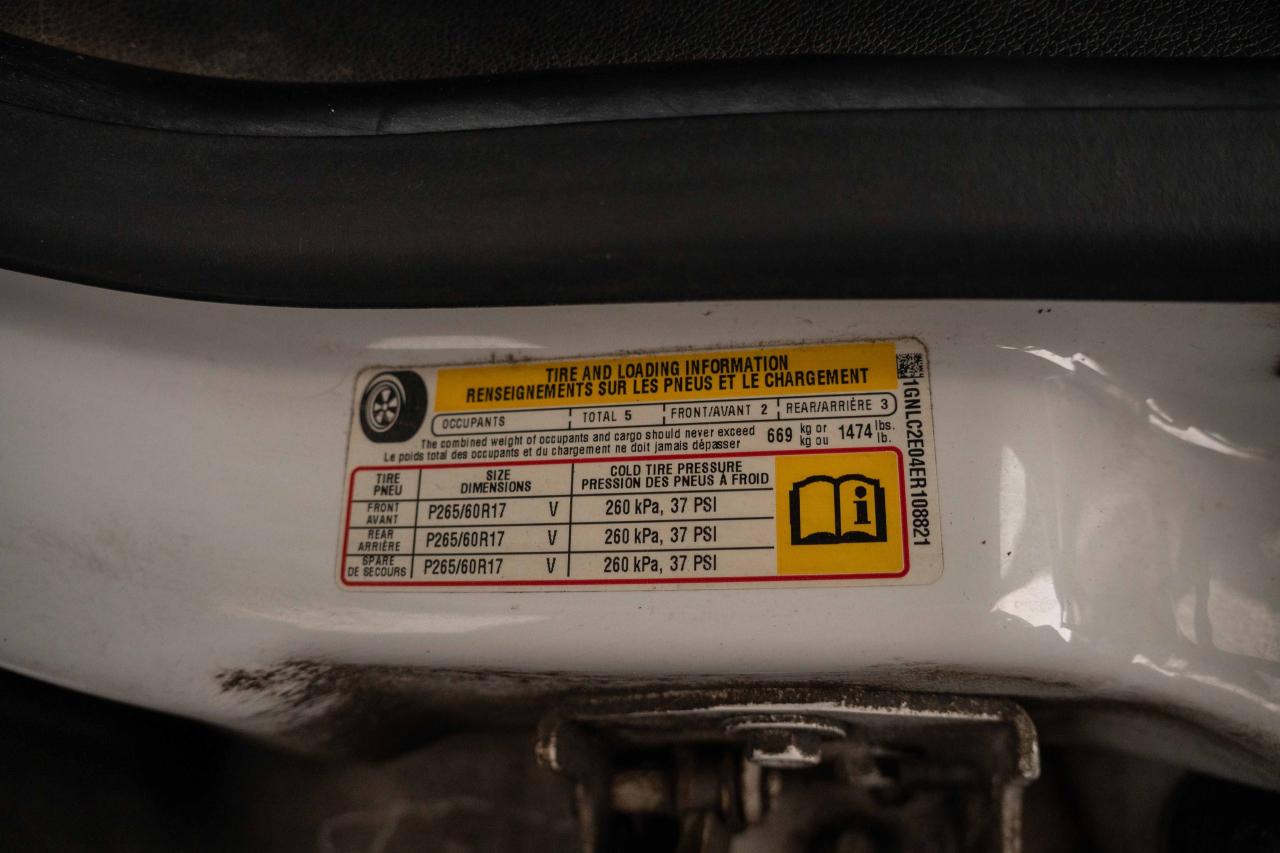 TIRE AND LOADING INFORMATION
RENSEIGNEMENTS SUR LES PNEUS ET LE CHARGEMENT
OCCUPANTS TOTAL 5 FRONT/AVANT 2 REAR/ARRIÈRE 3
The combined weight of occupants and cargo should never exceed 669 kg or 1474 lbs.
Le poids total des occupants et du chargement ne doit jamais dépasser kg ou lb.
TIRE SIZE COLD TIRE PRESSURE
PNEU DIMENSIONS PRESSION DES PNEUS À FROID
FRONT
AVANT P265/60R17 V 260 kPa, 37 PSI
REAR
ARRIÈRE P265/60R17 V 260 kPa, 37 PSI
SPARE
DE SECOURS P265/60R17 V 260 kPa, 37 PSI
1GNLC2E04ER108821